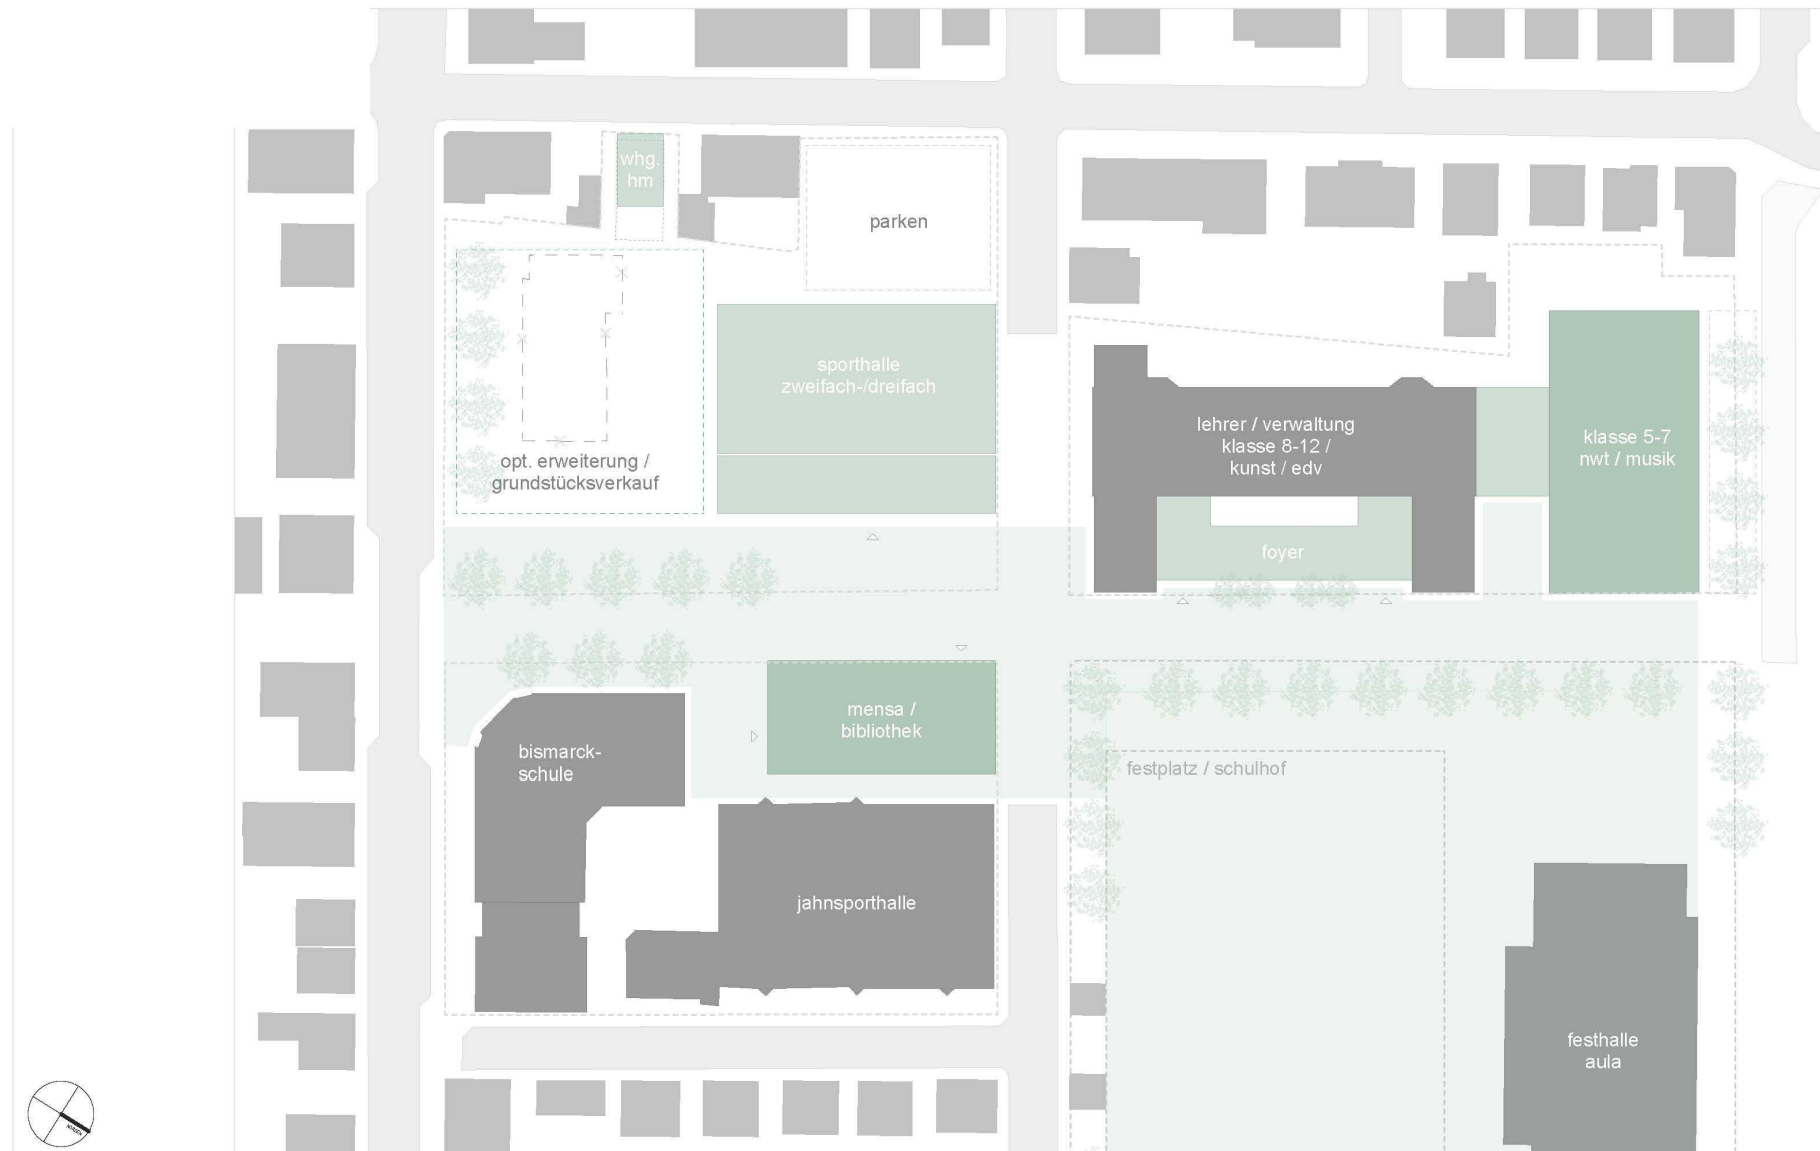 whg.
hm
parken
sporthalle
zweifach-/dreifach
opt. erweiterung /
grundstücksverkauf
lehrer / verwaltung
klasse 8-12 /
kunst / edv
klasse 5-7
nwt / musik
foyer
mensa /
bibliothek
bismarck-
schule
festplatz / schulhof
jahnsporthalle
festhalle
aula
NORDEN